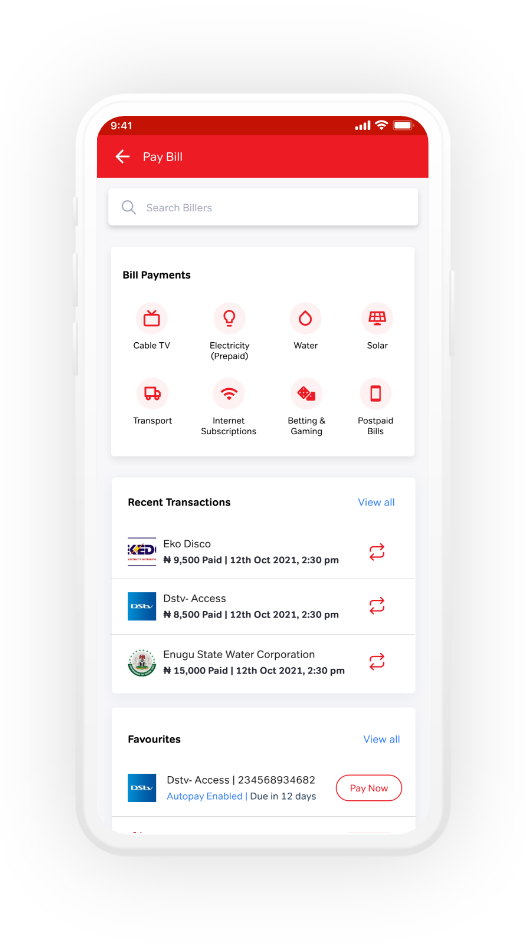 9:41
Pay Bill
Search Billers
Bill Payments
Cable TV
Electricity
(Prepaid)
Water
Solar
Transport
Internet
Subscriptions
Betting &
Gaming
Postpaid
Bills
Recent Transactions
View all
Eko Disco
₦ 9,500 Paid | 12th Oct 2021, 2:30 pm
DStv
Dstv- Access
₦ 8,500 Paid | 12th Oct 2021, 2:30 pm
Enugu State Water Corporation
₦ 15,000 Paid | 12th Oct 2021, 2:30 pm
Favourites
View all
DStv
Dstv- Access | 234568934682
Autopay Enabled | Due in 12 days
Pay Now